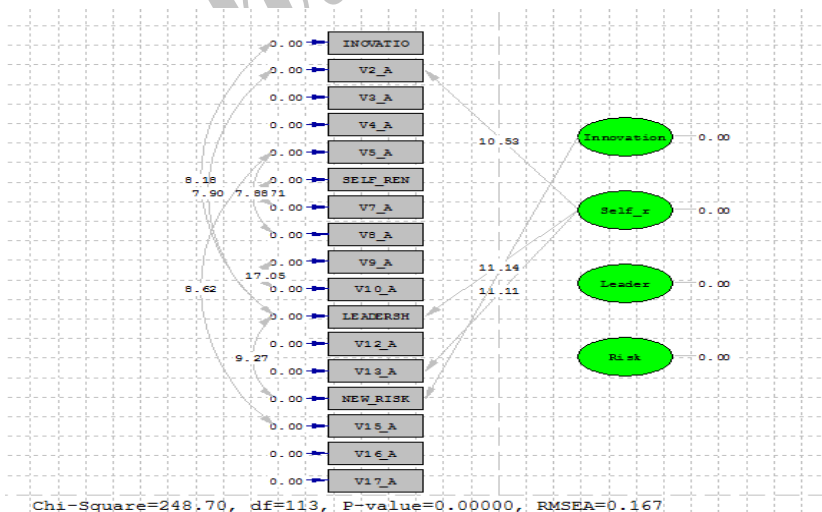 0.00 INOVATIO
0.00 V2_A
0.00 V3_A
0.00 V4_A
0.00 V5_A
0.00 SELF_REN
0.00 V7_A
0.00 V8_A
0.00 V9_A
0.00 V10_A
0.00 LEADERSH
0.00 V12_A
0.00 V13_A
0.00 NEW_RISK
0.00 V15_A
0.00 V16_A
0.00 V17_A
8.18
7.90
17.05
8.62
9.27
10.53
11.14
11.11
Innovation 0.00
Self_r 0.00
Leader 0.00
Risk 0.00
Chi-Square=248.70, df=113, P-value=0.00000, RMSEA=0.167